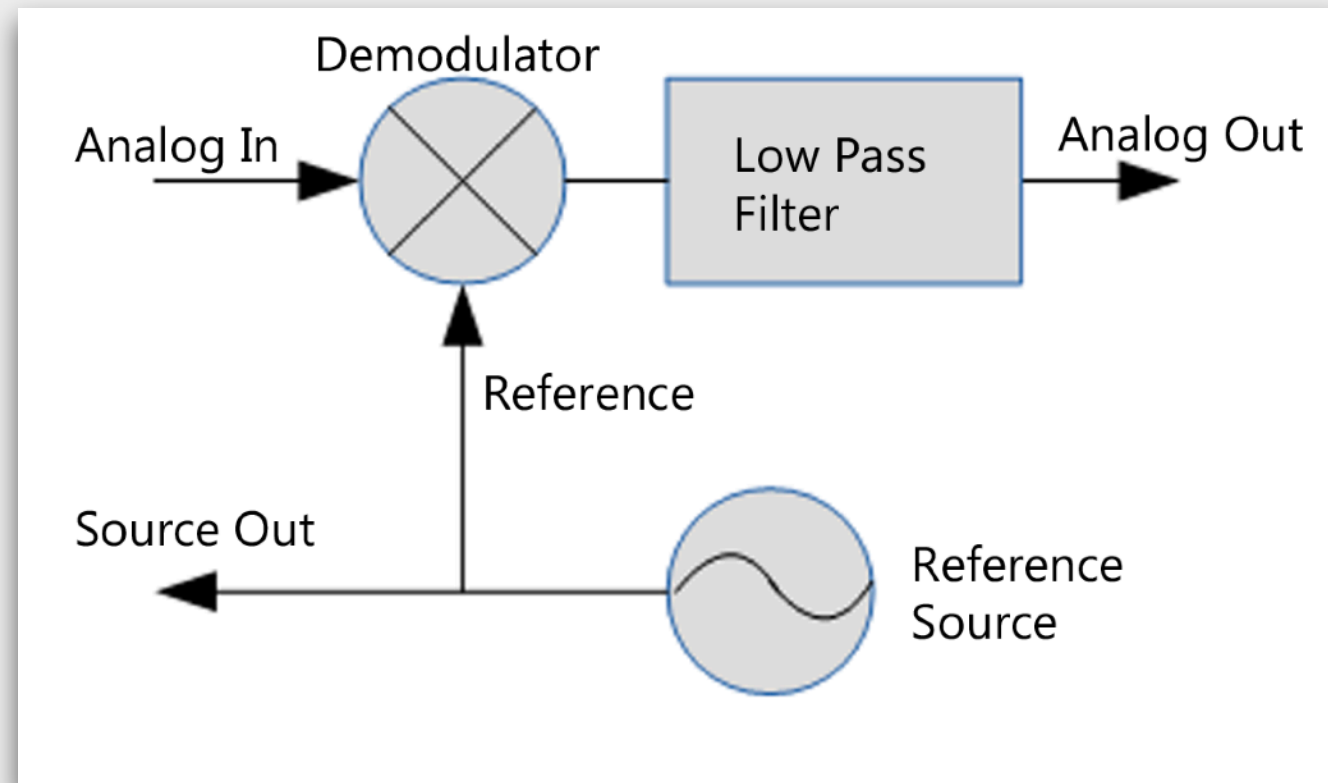 Demodulator
Analog In
Low Pass
Filter
Analog Out
Reference
Source Out
Reference
Source